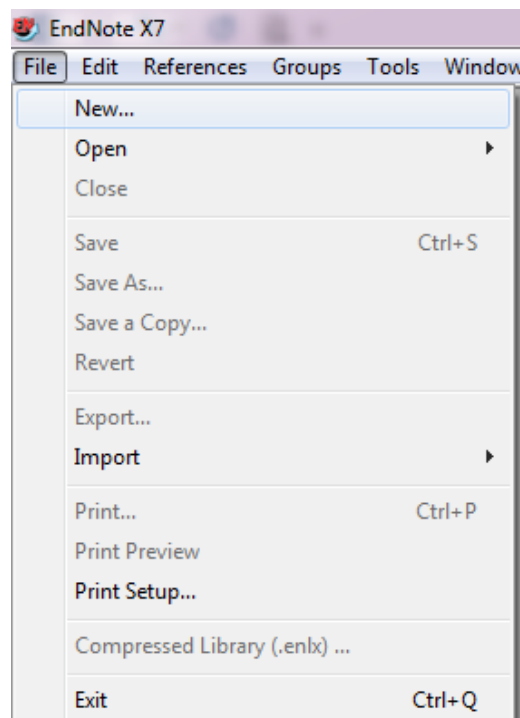 EndNote X7
File Edit References Groups Tools Window
New...
Open
Close
Save Ctrl+S
Save As...
Save a Copy...
Revert
Export...
Import
Print... Ctrl+P
Print Preview
Print Setup...
Compressed Library (.enlx) ...
Exit Ctrl+Q